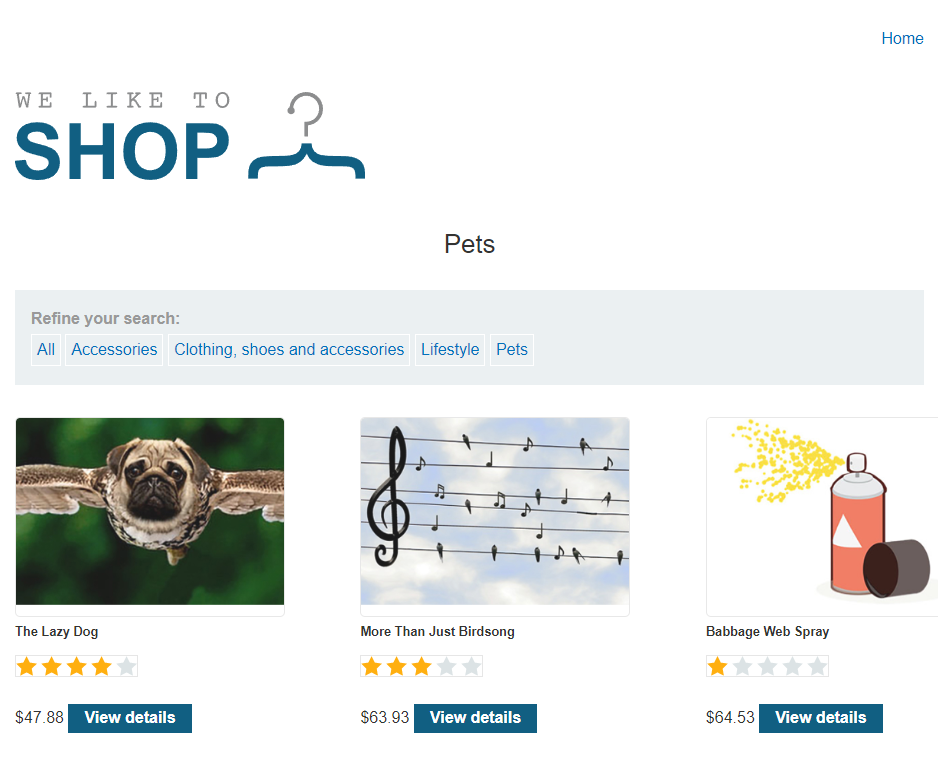 Home
WE LIKE TO
SHOP
Pets
Refine your search:
All Accessories Clothing, shoes and accessories Lifestyle Pets
The Lazy Dog More Than Just Birdsong Babbage Web Spray
$47.88 View details $63.93 View details $64.53 View details